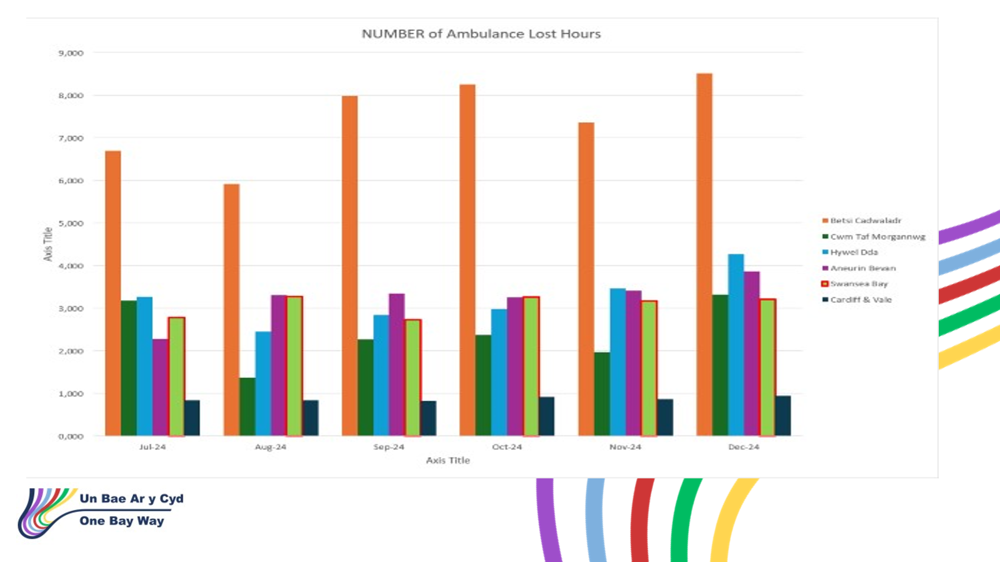 NUMBER of Ambulance Lost Hours
9,000
8,000
7,000
6,000
5,000
4,000
3,000
2,000
1,000
0,000
Axis Title
Jul-24
Aug-24
Sep-24
Oct-24
Nov-24
Dec-24
Axis Title
Betsi Cadwaladr
Cwm Taf Morgannwg
Hywel Dda
Aneurin Bevan
Swansea Bay
Cardiff & Vale
Un Bae Ar y Cyd
One Bay Way